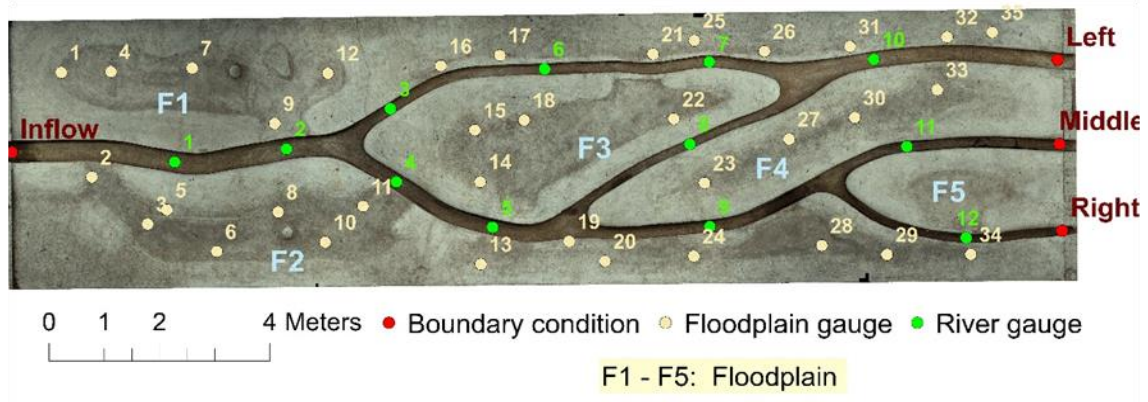 25
32 35
17
31
1 4 7 12 16 6 21 7 26 10 Left
33
F1 3 22
9 15 18 30
Inflow 2 F3 8 27 11 Middle
1
2 4 14 23 F4
3 5 8 11 F5
5 19 9 12 Right
6 10 13 20 24 28 29 34
F2
0 1 2 4 Meters Boundary condition Floodplain gauge River gauge
F1 - F5: Floodplain